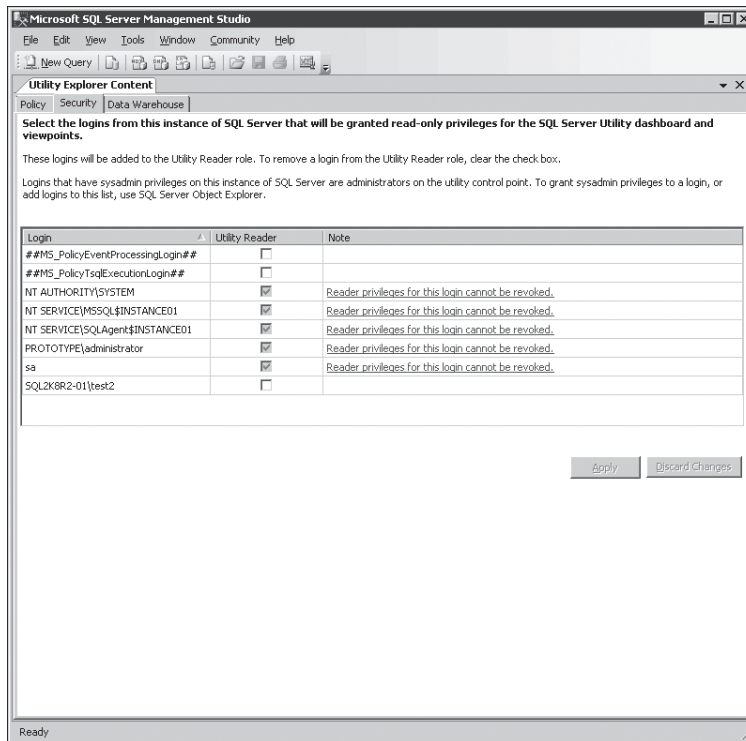 Microsoft SQL Server Management Studio
File Edit View Tools Window Community Help
New Query
Utility Explorer Content
Policy Security Data Warehouse
Select the logins from this instance of SQL Server that will be granted read-only privileges for the SQL Server Utility dashboard and
viewpoints.
These logins will be added to the Utility Reader role. To remove a login from the Utility Reader role, clear the check box.
Logins that have sysadmin privileges on this instance of SQL Server are administrators on the utility control point. To grant sysadmin privileges to a login, or
add logins to this list, use SQL Server Object Explorer.
Login Utility Reader Note
##MS_PolicyEventProcessingLogin##
##MS_PolicyTsqlExecutionLogin##
NT AUTHORITY\SYSTEM Reader privileges for this login cannot be revoked.
NT SERVICE\MSSQL$INSTANCE01 Reader privileges for this login cannot be revoked.
NT SERVICE\SQLAgent$INSTANCE01 Reader privileges for this login cannot be revoked.
PROTOTYPE\administrator Reader privileges for this login cannot be revoked.
sa Reader privileges for this login cannot be revoked.
SQL2K8R2-01\test2
Apply Discard Changes
Ready